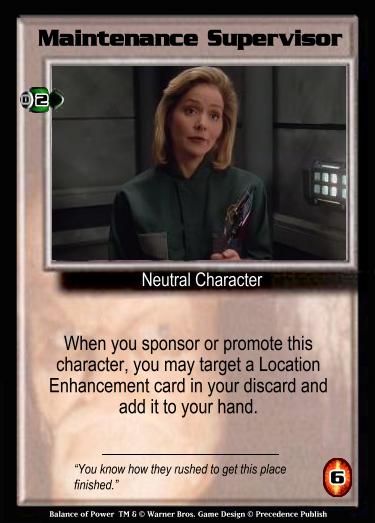 Maintenance Supervisor
D 2
Neutral Character
When you sponsor or promote this
character, you may target a Location
Enhancement card in your discard and
add it to your hand.
“You know how they rushed to get this place
finished.”
6
Balance of Power TM & © Warner Bros. Game Design © Precedence Publish